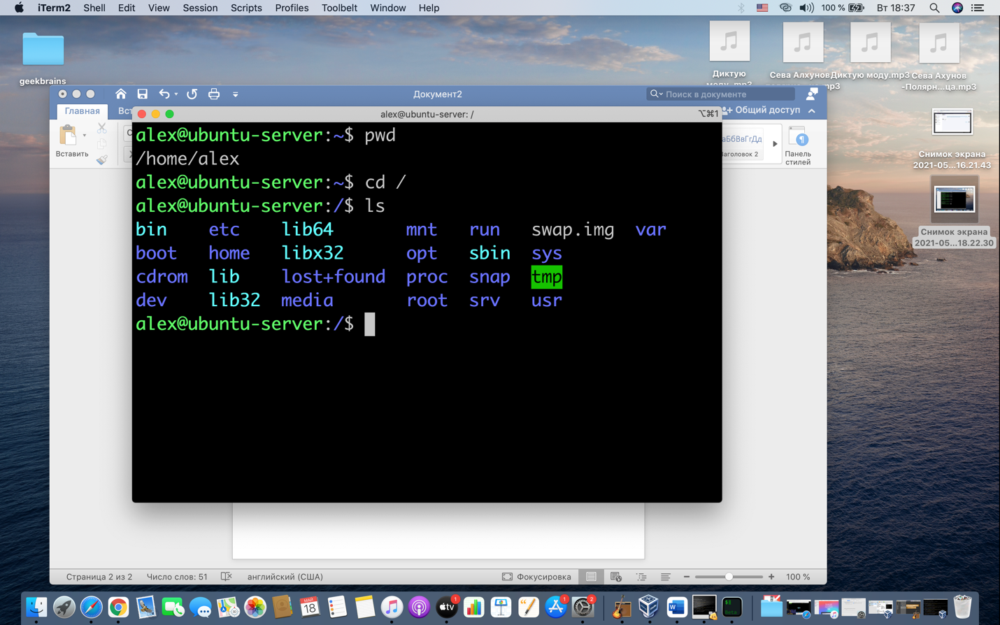 iTerm2 Shell Edit View Session Scripts Profiles Toolbelt Window Help 100 % Вт 18:37
geekbrains
Диктую
Сева Алхунов
Диктую моду.mp3
Сева Ахунов
-Полярн...ца.mp3
Снимок экрана
2021-05...16.21.43
Снимок экрана
2021-05...18.22.30
Документ2
Поиск в документе
Главная
Вст
Общий доступ
Вставить
аБбВвГгДд
аголовок 2
Панель
стилей
alex@ubuntu-server: /
⌥⌘1
alex@ubuntu-server:~$ pwd
/home/alex
alex@ubuntu-server:~$ cd /
alex@ubuntu-server:/$ ls
bin etc lib64 mnt run swap.img var
boot home libx32 opt sbin sys
cdrom lib lost+found proc snap tmp
dev lib32 media root srv usr
alex@ubuntu-server:/$
Страница 2 из 2 Число слов: 51 английский (США) Фокусировка 100 %
МАЙ
18
tv
1
1
2